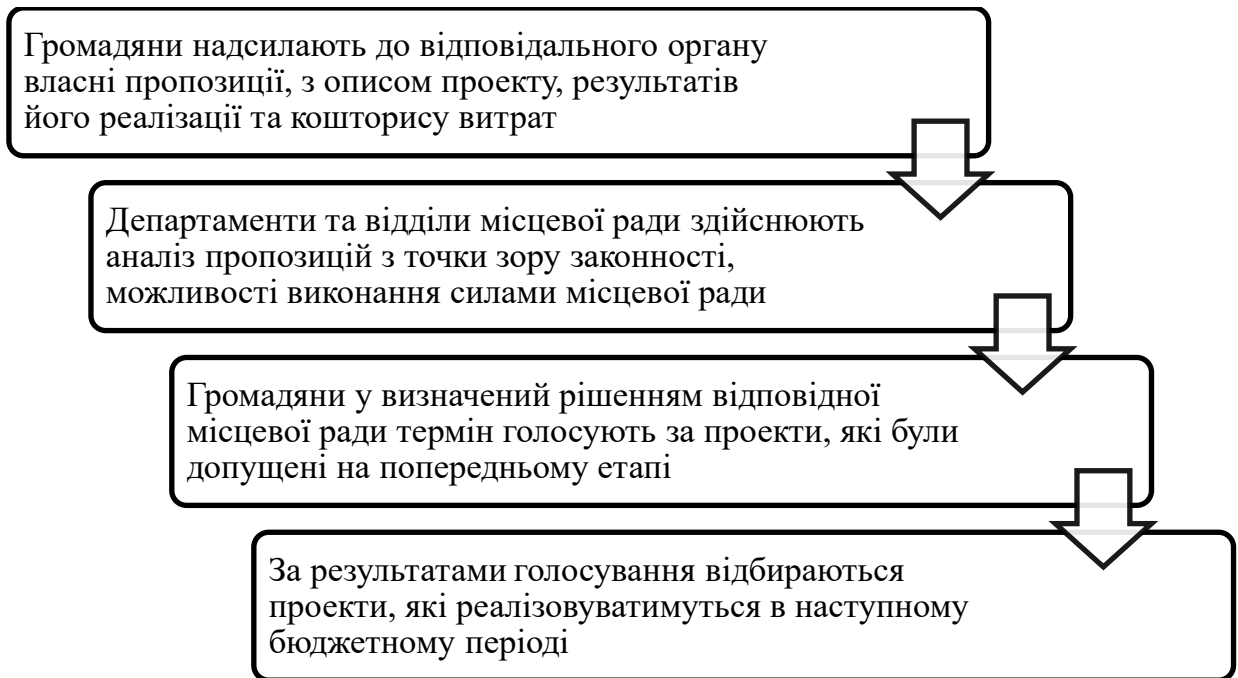 Громадяни надсилають до відповідального органу
власні пропозиції, з описом проекту, результатів
його реалізації та кошторису витрат
Департаменти та відділи місцевої ради здійснюють
аналіз пропозицій з точки зору законності,
можливості виконання силами місцевої ради
Громадяни у визначений рішенням відповідної
місцевої ради термін голосують за проекти, які були
допущені на попередньому етапі
За результатами голосування відбираються
проекти, які реалізовуватимуться в наступному
бюджетному періоді